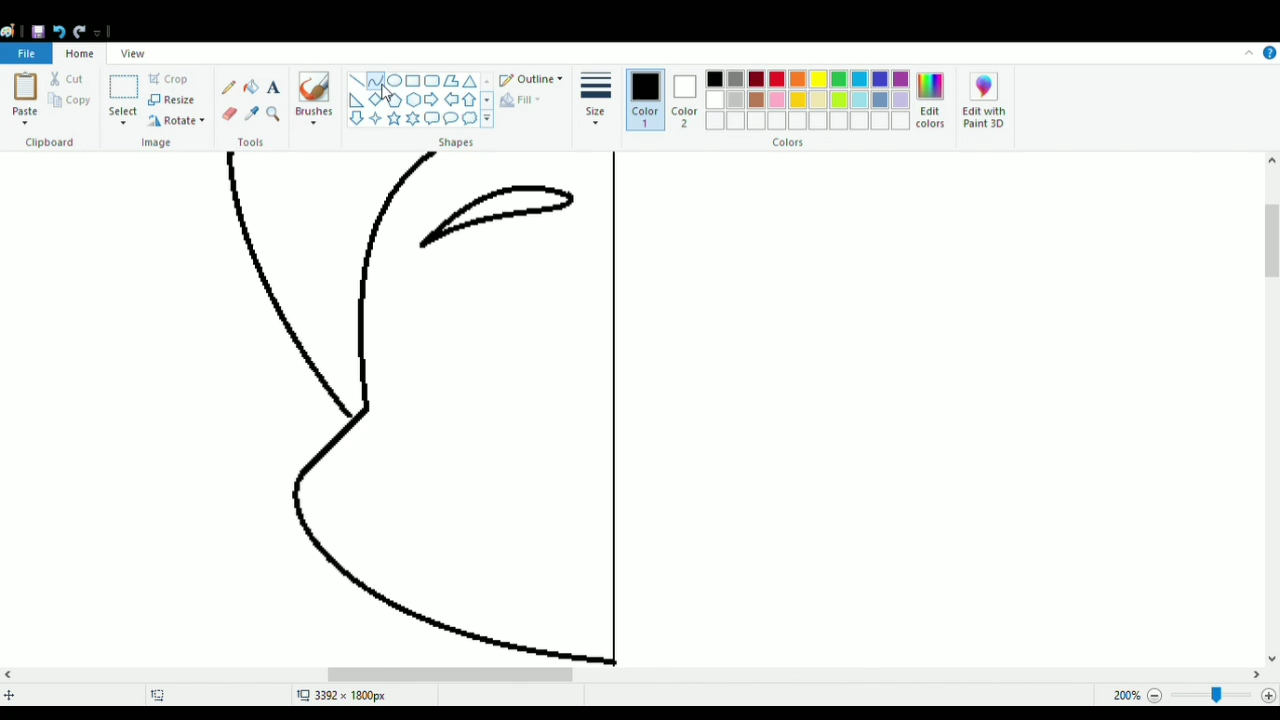 File Home View
Paste
Cut
Copy
Clipboard
Select
Crop
Resize
Rotate
Image
A
Tools
Brushes
Outline
Fill
Shapes
Size
Color
1
Color
2
Edit
colors
Colors
Edit with
Paint 3D
?
3392 × 1800px
200%